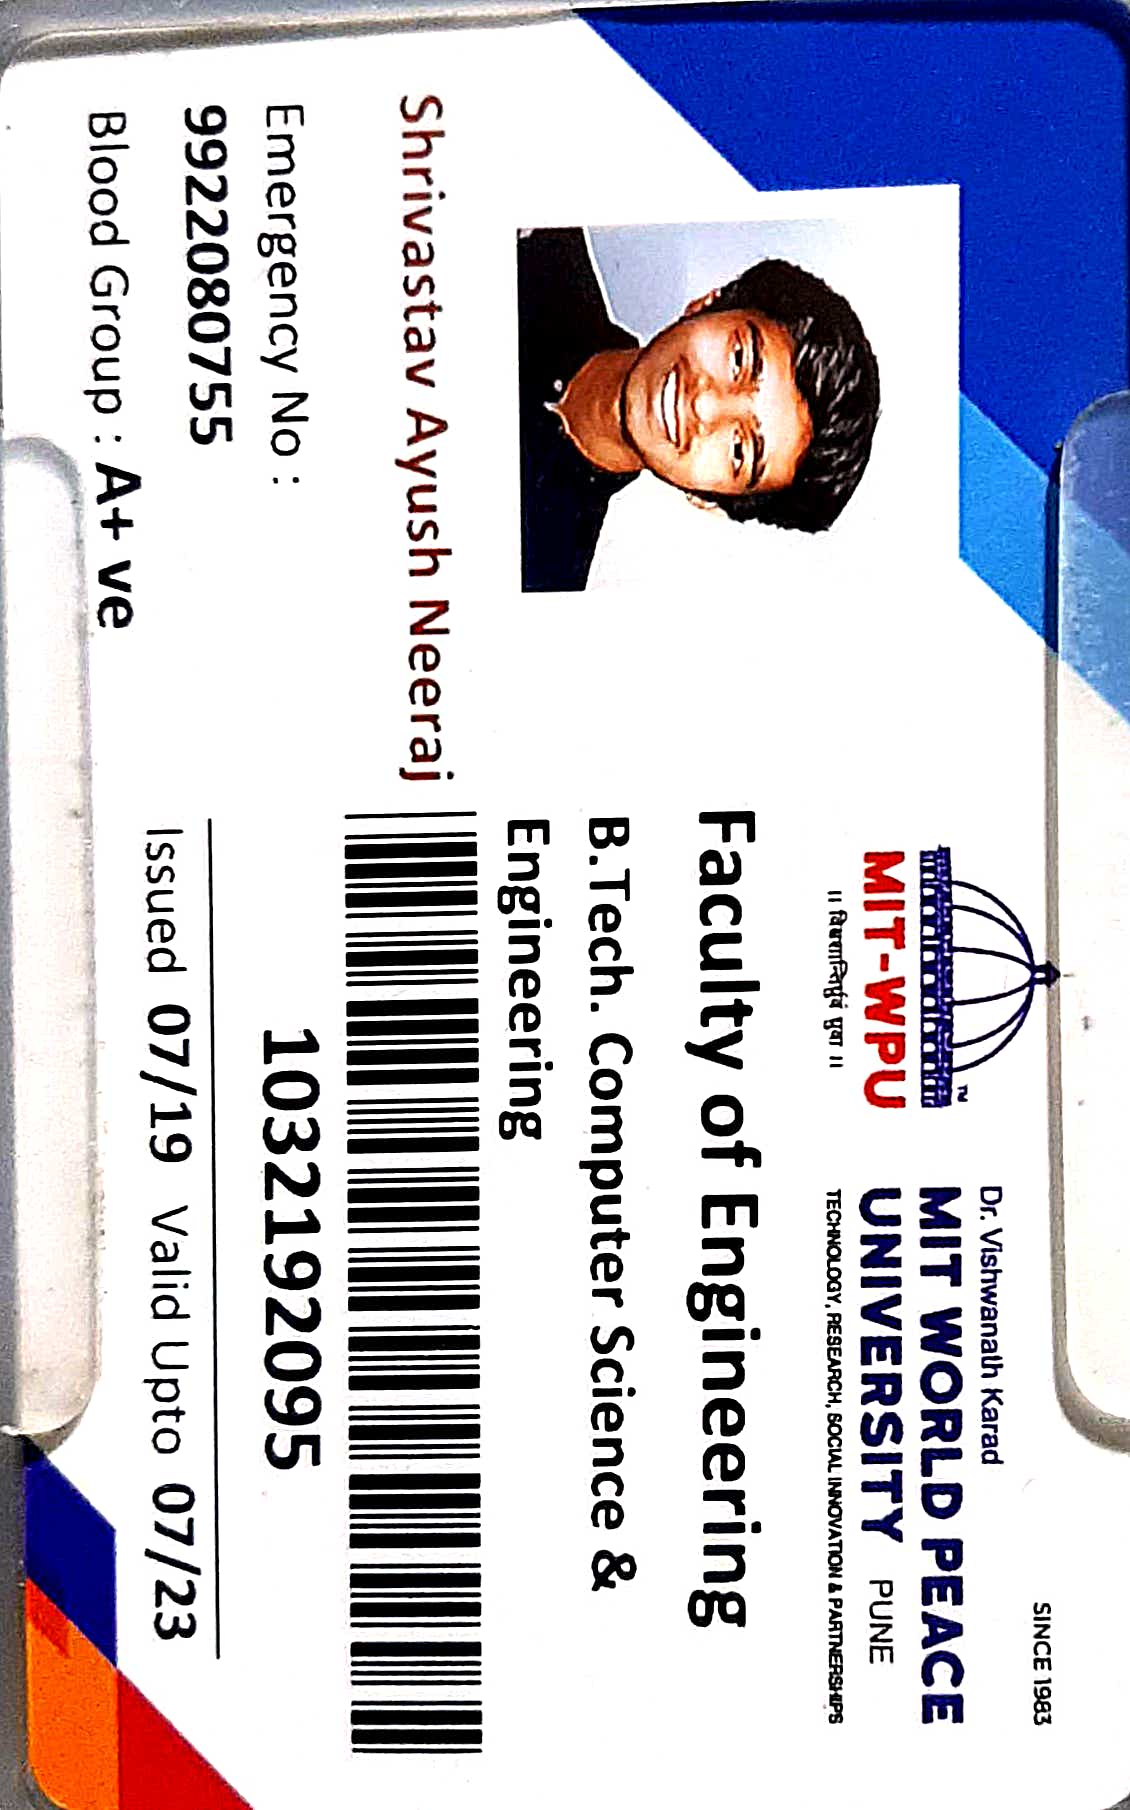 SINCE 1983
Dr. Vishwanath Karad
MIT WORLD PEACE
UNIVERSITY PUNE
TECHNOLOGY, RESEARCH, SOCIAL INNOVATION & PARTNERSHIPS
TM
MIT-WPU
॥ विश्वशान्तिर्ध्रुवं ध्रुवा ॥
Faculty of Engineering
B.Tech. Computer Science &
Engineering
Shrivastav Ayush Neeraj
Emergency No :
9922080755
Blood Group : A+ ve
1032192095
Issued 07/19 Valid Upto 07/23